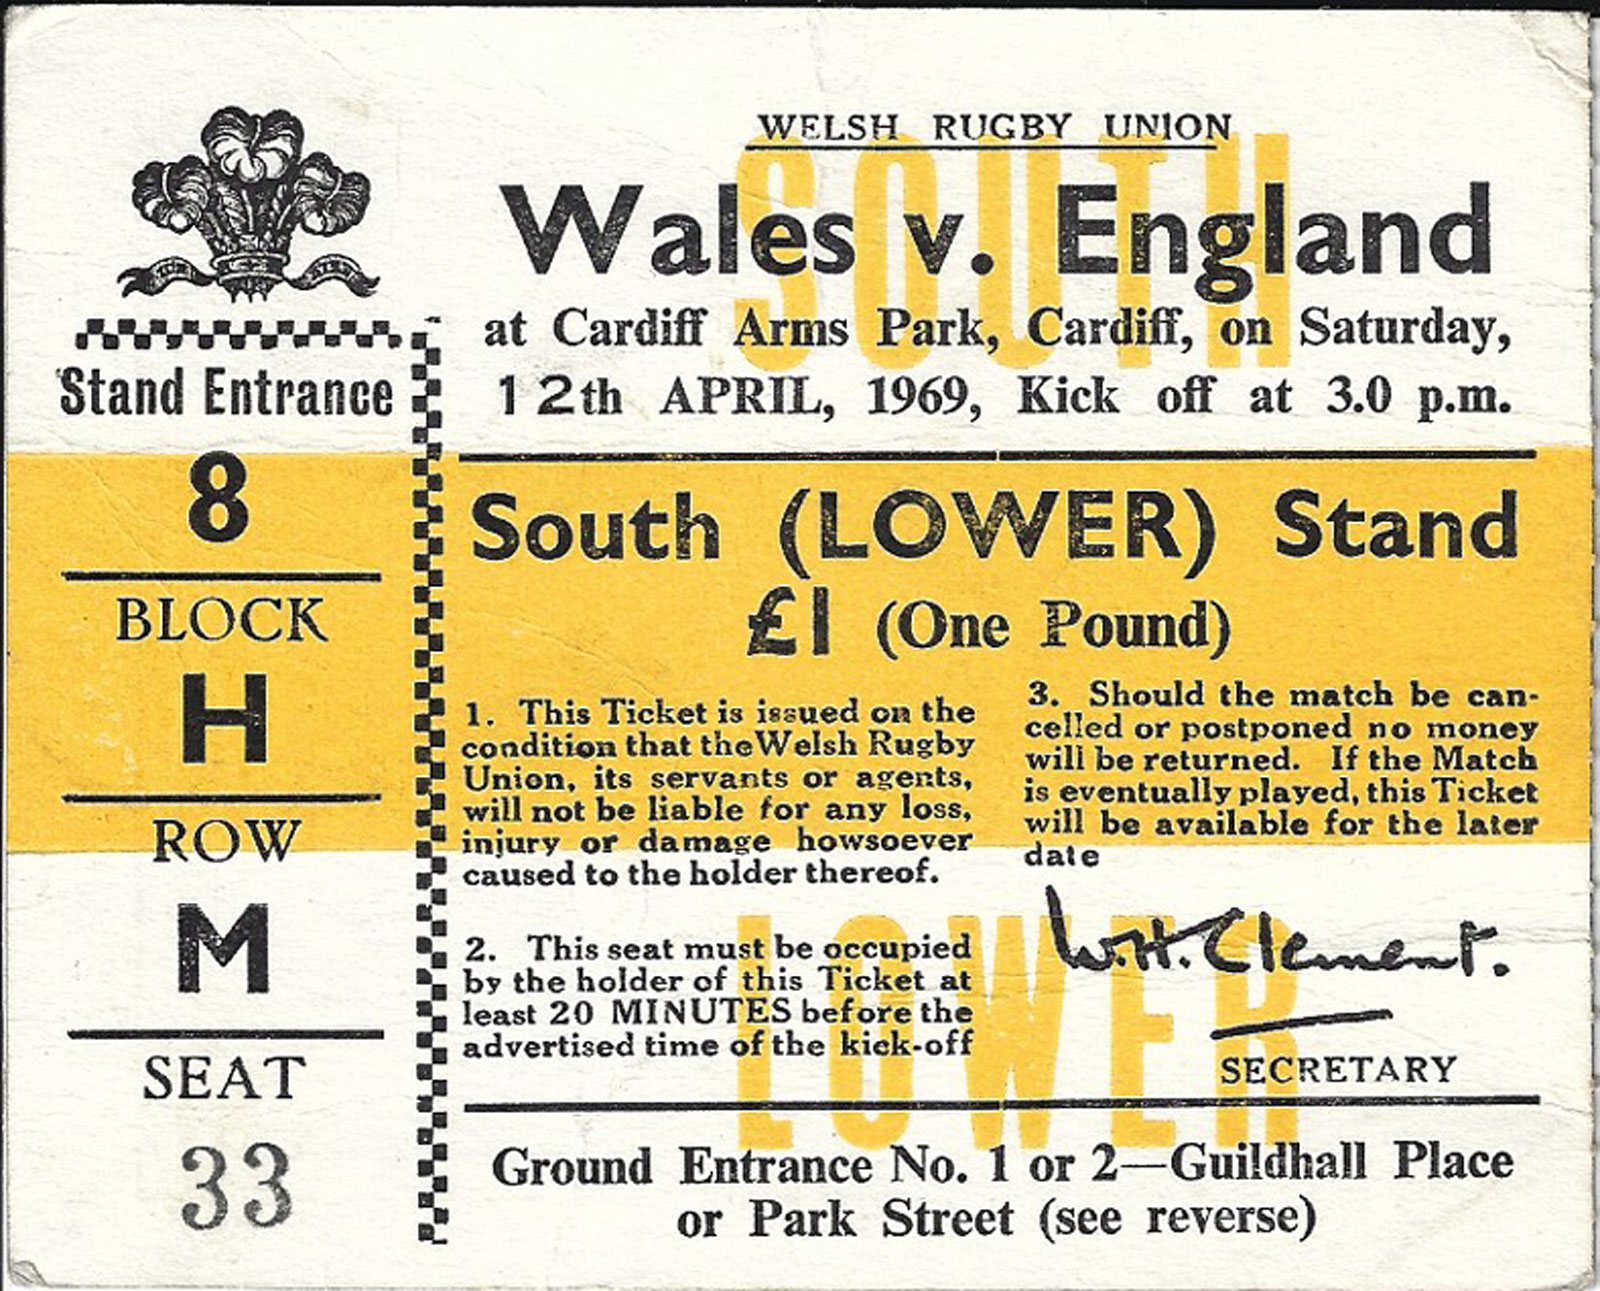 WELSH RUGBY UNION
Wales v. England
at Cardiff Arms Park, Cardiff, on Saturday,
12th APRIL, 1969, Kick off at 3.0 p.m.
Stand Entrance
8
BLOCK
H
ROW
M
SEAT
33
SOUTH
South (LOWER) Stand
£1 (One Pound)
1. This Ticket is issued on the
condition that the Welsh Rugby
Union, its servants or agents,
will not be liable for any loss,
injury or damage howsoever
caused to the holder thereof.
2. This seat must be occupied
by the holder of this Ticket at
least 20 MINUTES before the
advertised time of the kick-off
3. Should the match be can-
celled or postponed no money
will be returned. If the Match
is eventually played, this Ticket
will be available for the later
date
W.H. Clement.
SECRETARY
LOWER
Ground Entrance No. 1 or 2—Guildhall Place
or Park Street (see reverse)